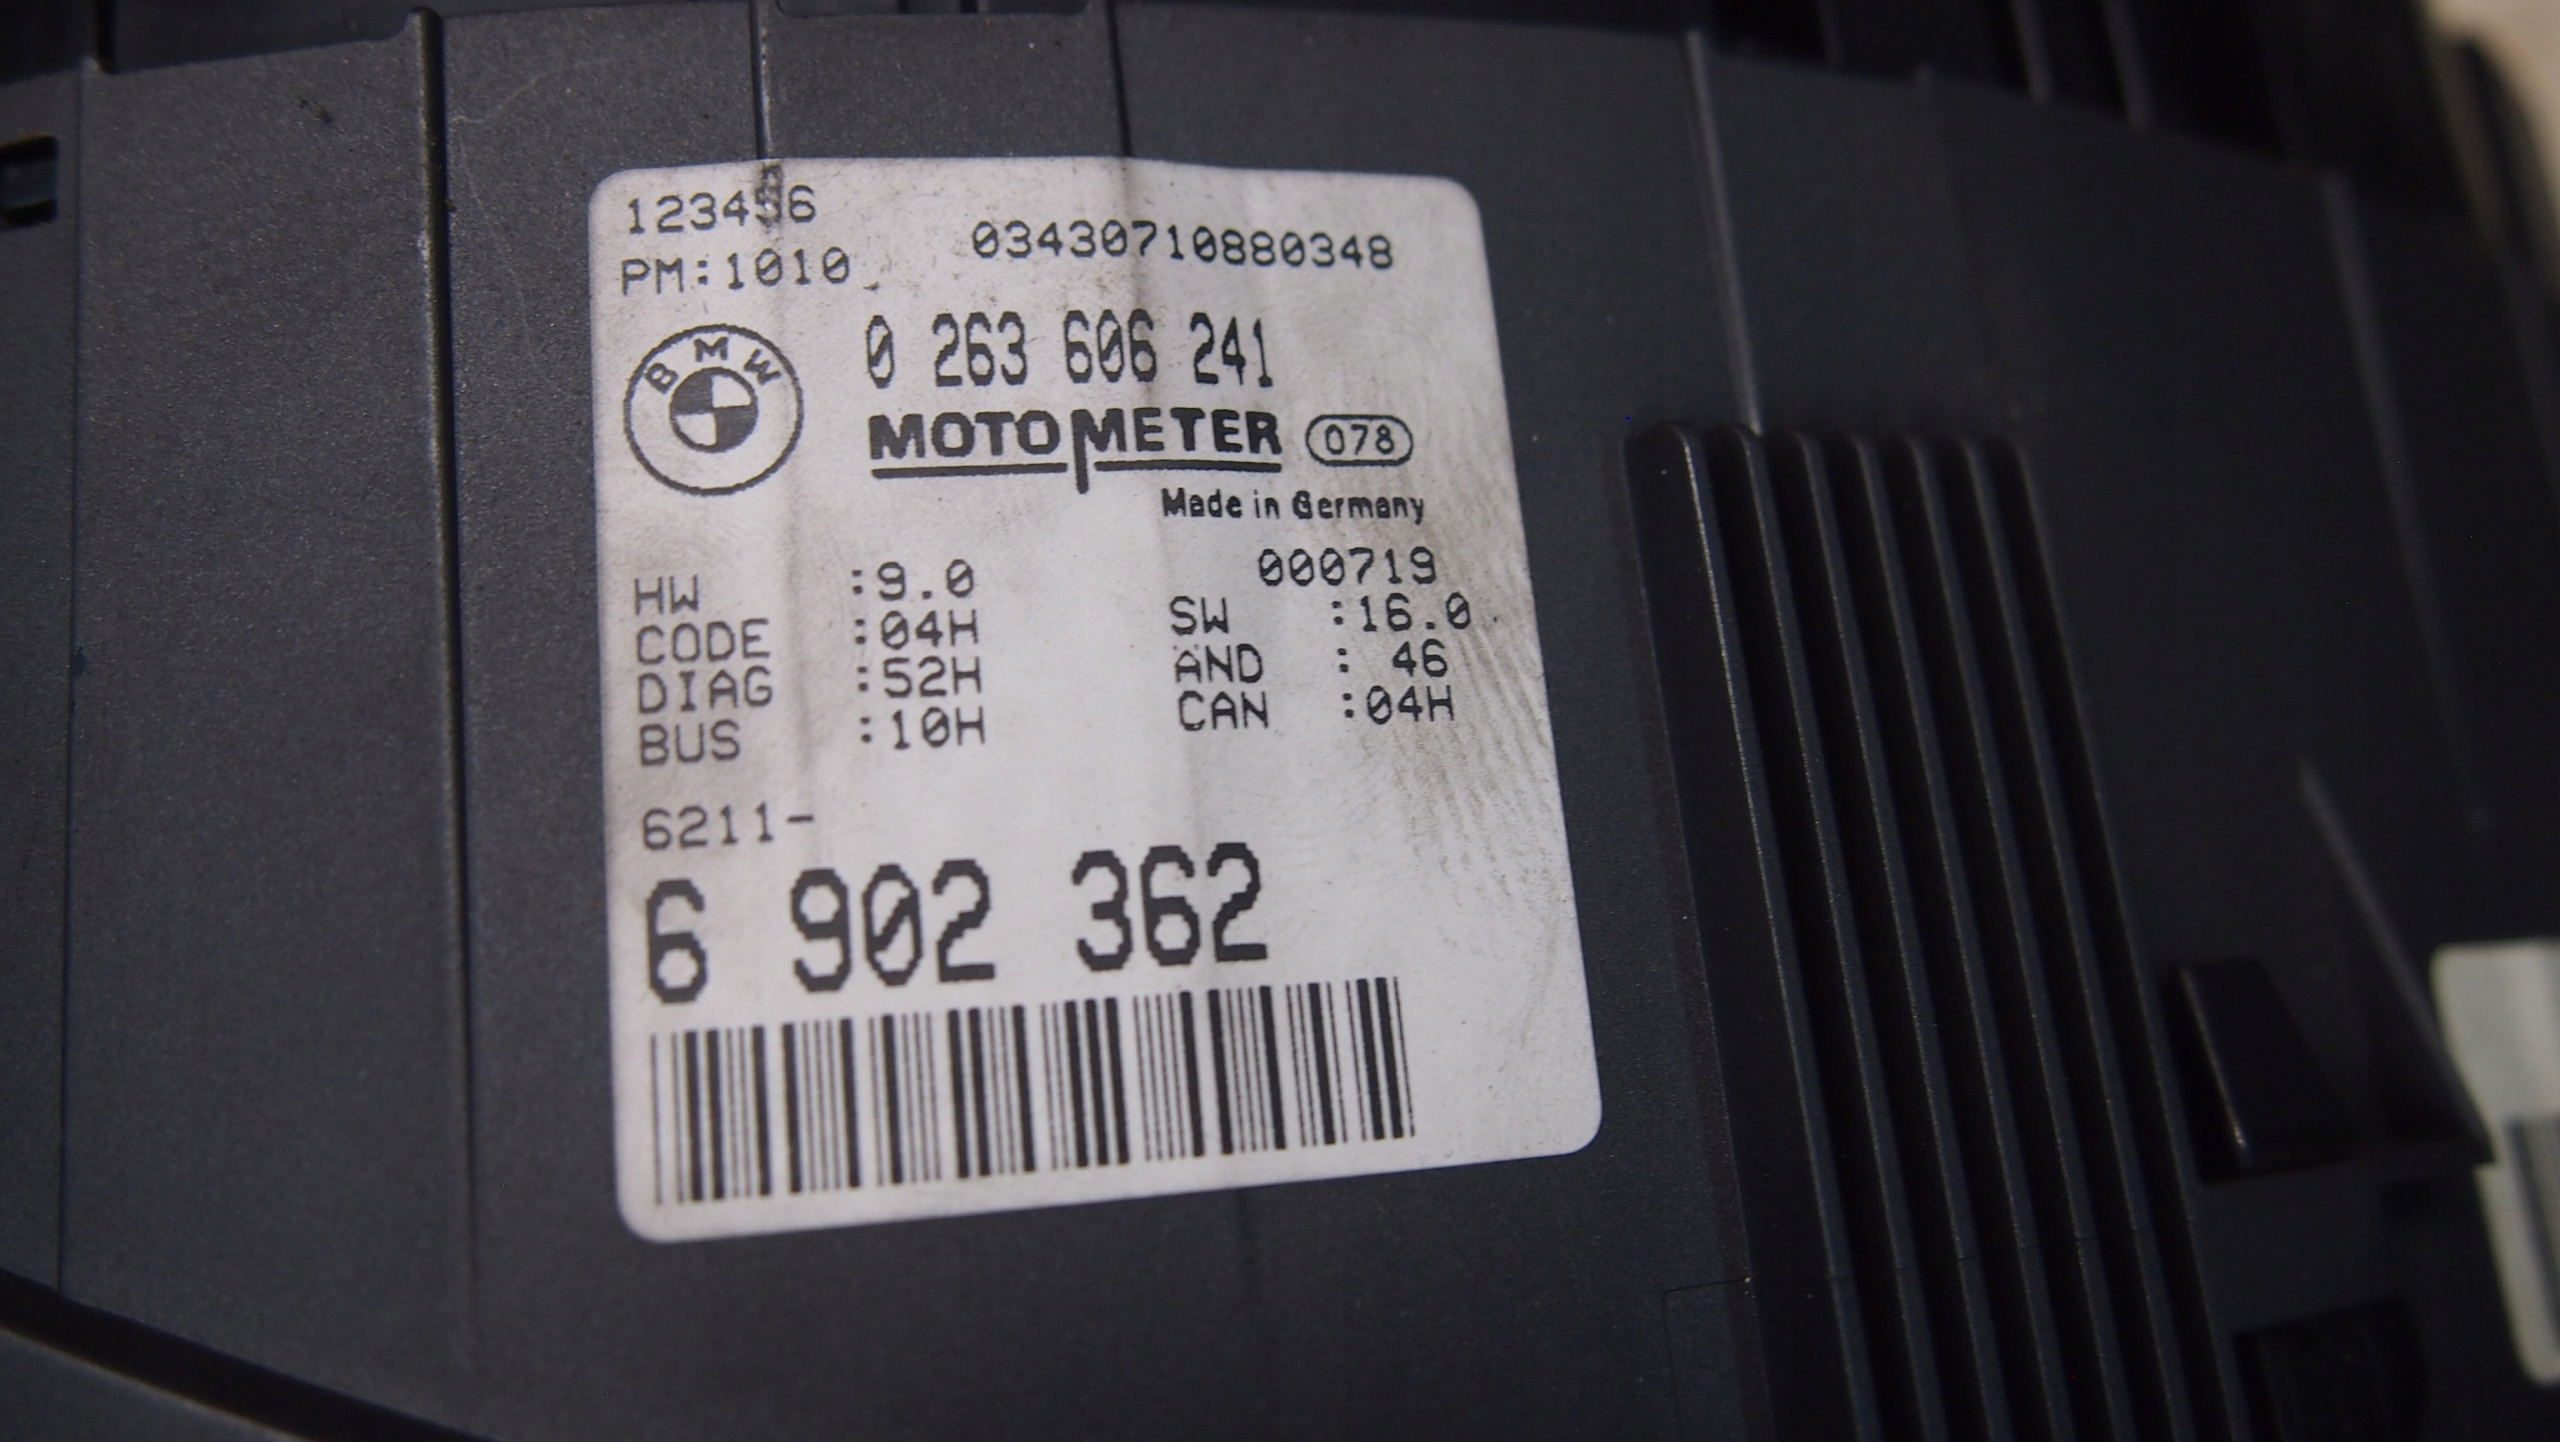 123456
03430710880348
PM:1010
0 263 606 241
BMW
MOTOMETER 078
Made in Germany
000719
HW :9.0
SW :16.0
CODE :04H
AND : 46
DIAG :52H
CAN :04H
BUS :10H
6211-
6 902 362